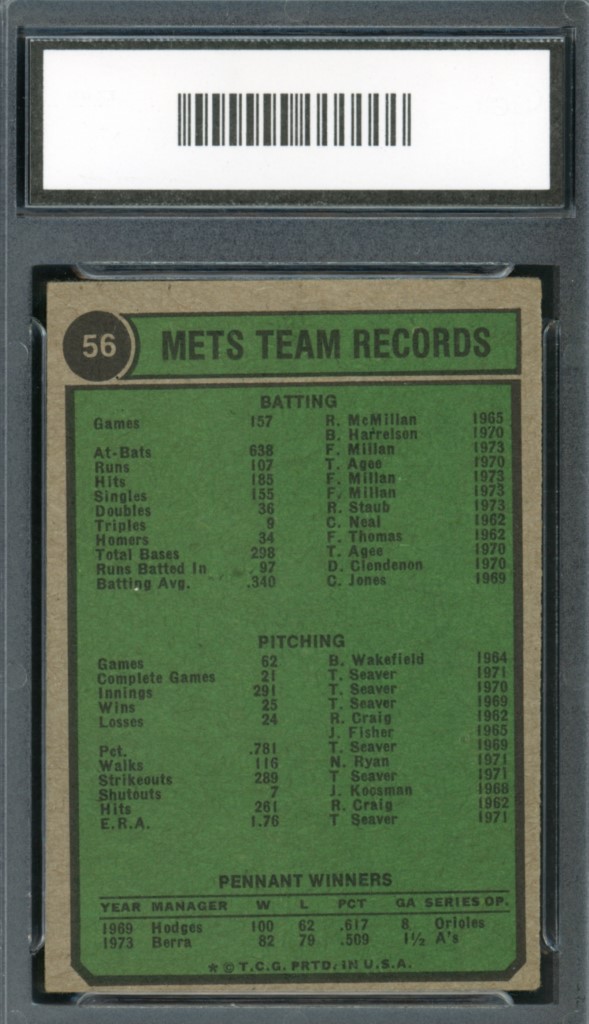 56 METS TEAM RECORDS
BATTING
Games 157 R. McMillan 1965
B. Harrelson 1970
At-Bats 638 F. Millan 1973
Runs 107 T. Agee 1970
Hits 185 F. Millan 1973
Singles 155 F. Millan 1973
Doubles 36 R. Staub 1973
Triples 9 C. Neal 1962
Homers 34 F. Thomas 1962
Total Bases 298 T. Agee 1970
Runs Batted In 97 D. Clendenon 1970
Batting Avg. .340 C. Jones 1969
PITCHING
Games 62 B. Wakefield 1964
Complete Games 21 T. Seaver 1971
Innings 291 T. Seaver 1970
Wins 25 T. Seaver 1969
Losses 24 R. Craig 1962
J. Fisher 1965
Pct. .781 T. Seaver 1969
Walks 116 N. Ryan 1971
Strikeouts 289 T Seaver 1971
Shutouts 7 J. Koosman 1968
Hits 261 R. Craig 1962
E.R.A. 1.76 T Seaver 1971
PENNANT WINNERS
YEAR MANAGER W L PCT GA SERIES OP.
1969 Hodges 100 62 .617 8 Orioles
1973 Berra 82 79 .509 1½ A's
* © T.C.G. PRTD. IN U.S.A.